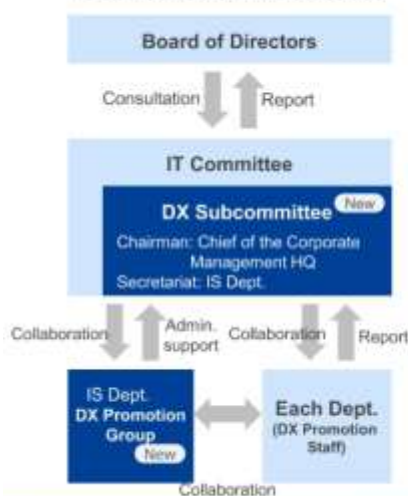 Board of Directors
Consultation
Report
IT Committee
New
DX Subcommittee
Chairman: Chief of the Corporate
Management HQ
Secretariat: IS Dept.
Collaboration
Admin.
support
Collaboration
Report
IS Dept.
DX Promotion
Group
New
Each Dept.
(DX Promotion
Staff)
Collaboration